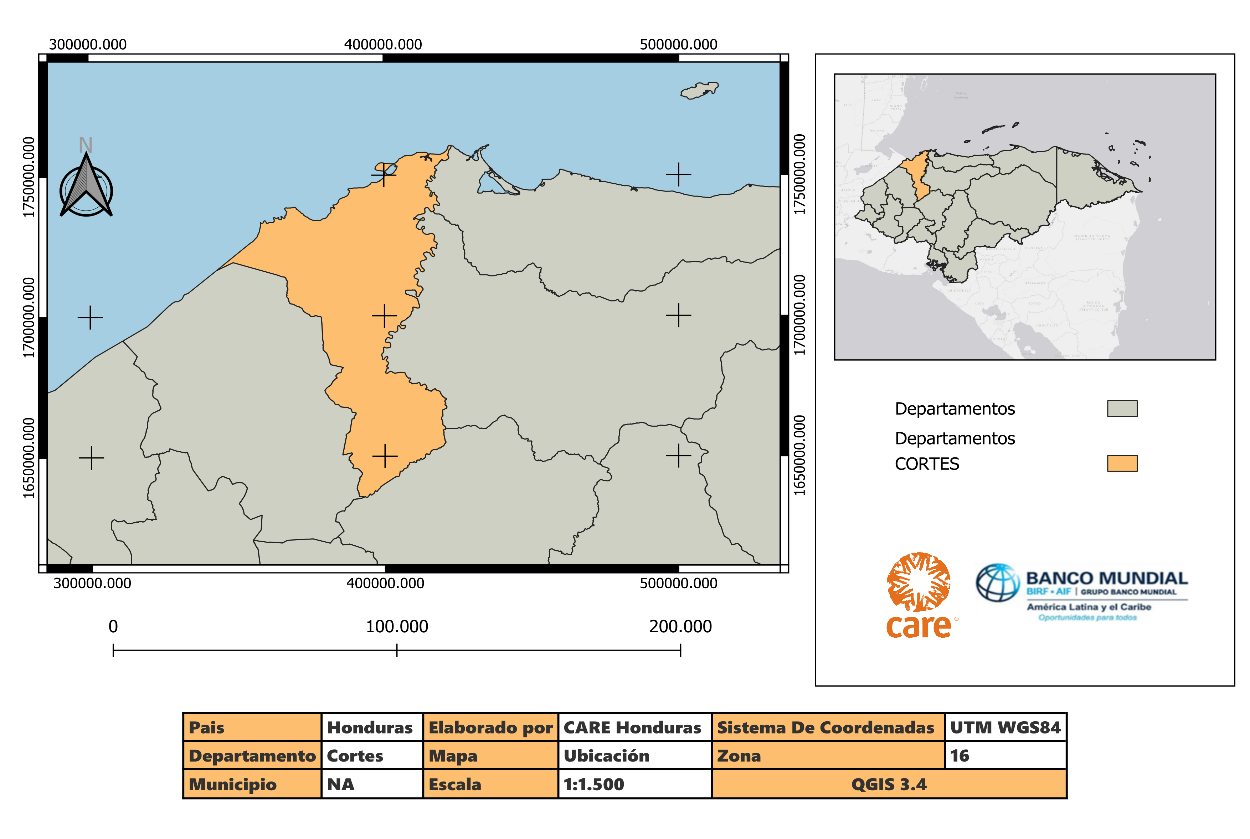 300000.000 400000.000 500000.000
1750000.000 1750000.000
N
1700000.000 1700000.000
1650000.000 1650000.000
300000.000 400000.000 500000.000
0 100.000 200.000
Departamentos
Departamentos
CORTES
care
BANCO MUNDIAL
BIRF • AIF | GRUPO BANCO MUNDIAL
América Latina y el Caribe
Oportunidades para todos
Pais Honduras Elaborado por CARE Honduras Sistema De Coordenadas UTM WGS84
Departamento Cortes Mapa Ubicación Zona 16
Municipio NA Escala 1:1.500 QGIS 3.4